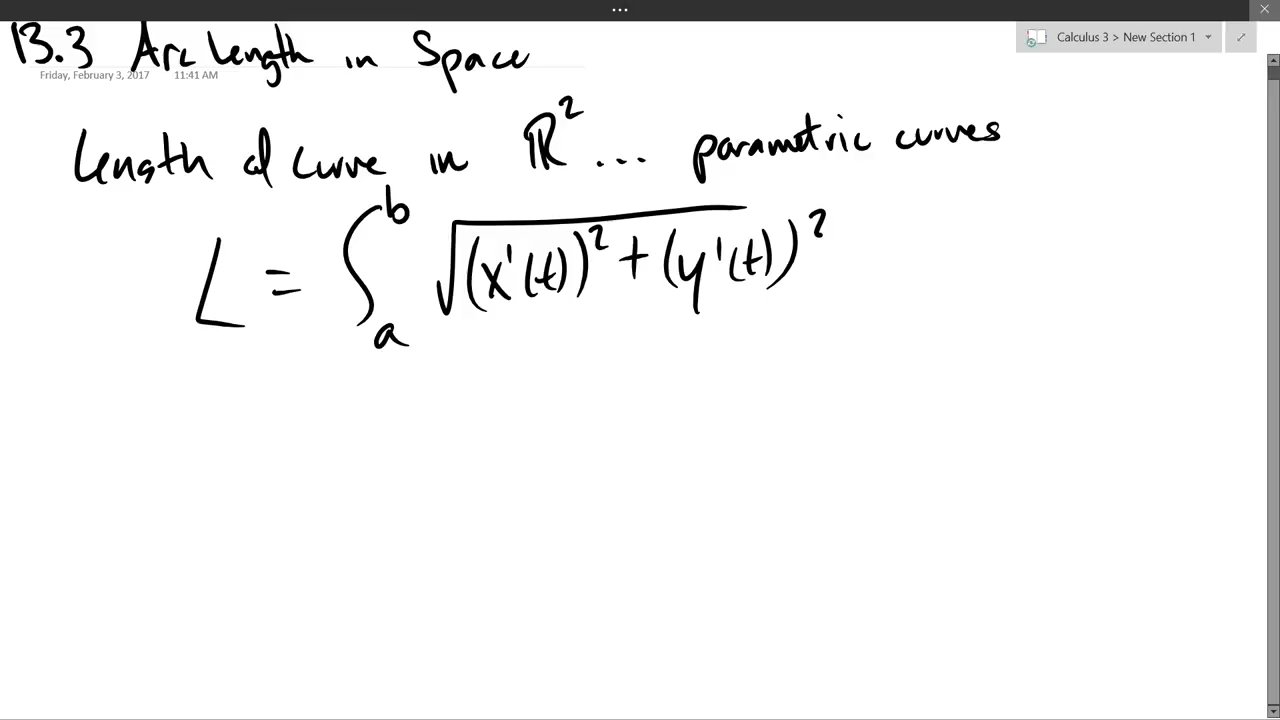 Calculus 3 > New Section 1
13.3 Arc Length in Space
Friday, February 3, 2017 11:41 AM
Length of curve in ℝ² ... parametric curves
L = ∫_a^b √((x'(t))² + (y'(t))²